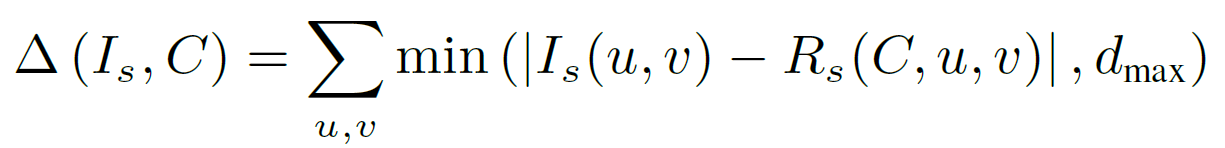 Δ (I_s, C) = ∑_{u,v} min (|I_s(u, v) − R_s(C, u, v)| , d_max)